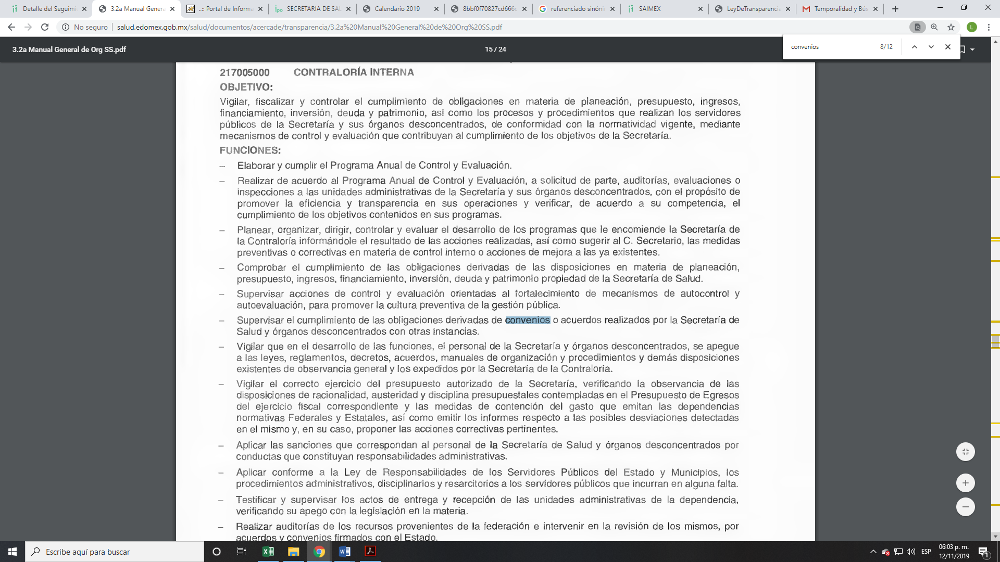 Detalle del Seguimi
3.2a Manual Genera
..:: Portal de Informa
SECRETARIA DE SAL
Calendario 2019
8bbf0f70827cd666c
referenciado sinóni
SAIMEX
LeyDeTransparencia
Temporalidad y Bús
No seguro
salud.edomex.gob.mx/salud/documentos/acercade/transparencia/3.2a%20Manual%20General%20de%20Org%20SS.pdf
L
3.2a Manual General de Org SS.pdf
15 / 24
convenios
8/12
217005000 CONTRALORÍA INTERNA
OBJETIVO:
Vigilar, fiscalizar y controlar el cumplimiento de obligaciones en materia de planeación, presupuesto, ingresos,
financiamiento, inversión, deuda y patrimonio, así como los procesos y procedimientos que realizan los servidores
públicos de la Secretaría y sus órganos desconcentrados, de conformidad con la normatividad vigente, mediante
mecanismos de control y evaluación que contribuyan al cumplimiento de los objetivos de la Secretaría.
FUNCIONES:
– Elaborar y cumplir el Programa Anual de Control y Evaluación.
– Realizar de acuerdo al Programa Anual de Control y Evaluación, a solicitud de parte, auditorías, evaluaciones o
inspecciones a las unidades administrativas de la Secretaría y sus órganos desconcentrados, con el propósito de
promover la eficiencia y transparencia en sus operaciones y verificar, de acuerdo a su competencia, el
cumplimiento de los objetivos contenidos en sus programas.
– Planear, organizar, dirigir, controlar y evaluar el desarrollo de los programas que le encomiende la Secretaría de
la Contraloría informándole el resultado de las acciones realizadas, así como sugerir al C. Secretario, las medidas
preventivas o correctivas en materia de control interno o acciones de mejora a las ya existentes.
– Comprobar el cumplimiento de las obligaciones derivadas de las disposiciones en materia de planeación,
presupuesto, ingresos, financiamiento, inversión, deuda y patrimonio propiedad de la Secretaría de Salud.
– Supervisar acciones de control y evaluación orientadas al fortalecimiento de mecanismos de autocontrol y
autoevaluación, para promover la cultura preventiva de la gestión pública.
– Supervisar el cumplimiento de las obligaciones derivadas de convenios o acuerdos realizados por la Secretaría de
Salud y órganos desconcentrados con otras instancias.
– Vigilar que en el desarrollo de las funciones, el personal de la Secretaría y órganos desconcentrados, se apegue
a las leyes, reglamentos, decretos, acuerdos, manuales de organización y procedimientos y demás disposiciones
existentes de observancia general y los expedidos por la Secretaría de la Contraloría.
– Vigilar el correcto ejercicio del presupuesto autorizado de la Secretaría, verificando la observancia de las
disposiciones de racionalidad, austeridad y disciplina presupuestales contempladas en el Presupuesto de Egresos
del ejercicio fiscal correspondiente y las medidas de contención del gasto que emitan las dependencias
normativas Federales y Estatales, así como emitir los informes respecto a las posibles desviaciones detectadas
en el mismo y, en su caso, proponer las acciones correctivas pertinentes.
– Aplicar las sanciones que correspondan al personal de la Secretaría de Salud y órganos desconcentrados por
conductas que constituyan responsabilidades administrativas.
– Aplicar conforme a la Ley de Responsabilidades de los Servidores Públicos del Estado y Municipios, los
procedimientos administrativos, disciplinarios y resarcitorios a los servidores públicos que incurran en alguna falta.
– Testificar y supervisar los actos de entrega y recepción de las unidades administrativas de la dependencia,
verificando su apego con la legislación en la materia.
– Realizar auditorías de los recursos provenientes de la federación e intervenir en la revisión de los mismos, por
acuerdos y convenios firmados con el Estado.
Escribe aquí para buscar
ESP
06:03 p. m.
12/11/2019
1